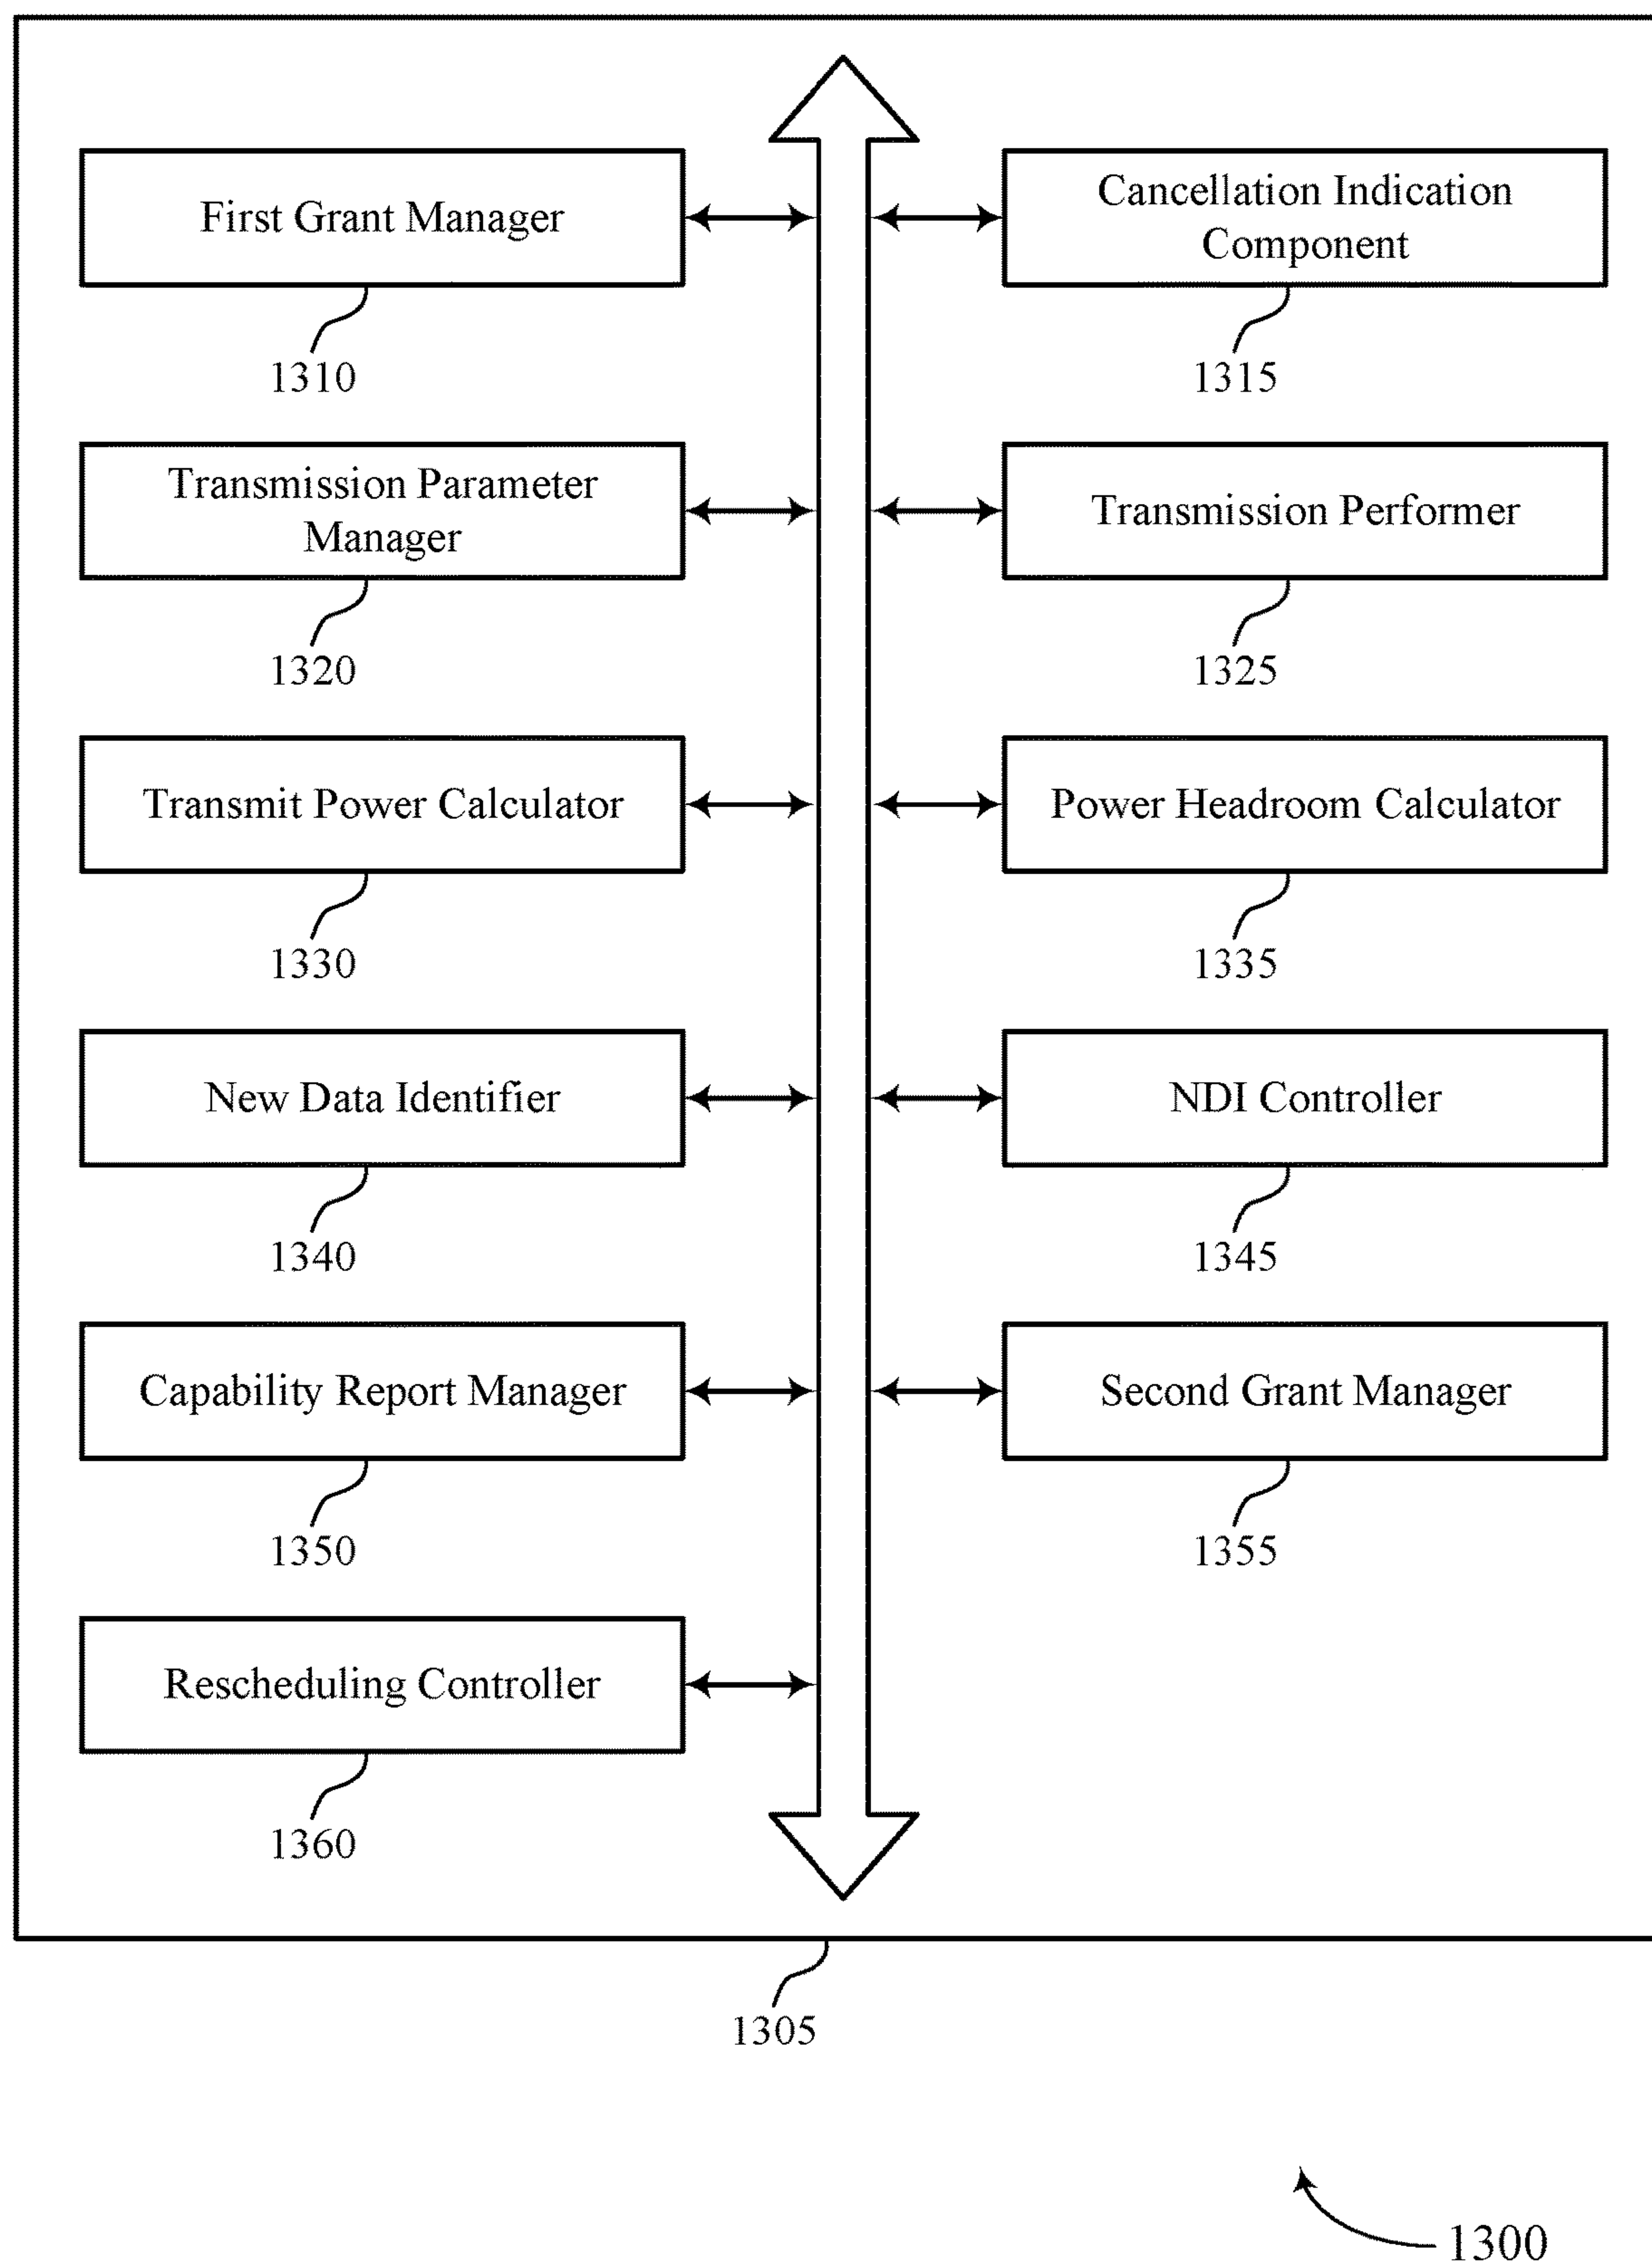 First Grant Manager
1310
Cancellation Indication
Component
1315
Transmission Parameter
Manager
1320
Transmission Performer
1325
Transmit Power Calculator
1330
Power Headroom Calculator
1335
New Data Identifier
1340
NDI Controller
1345
Capability Report Manager
1350
Second Grant Manager
1355
Rescheduling Controller
1360
1305
1300